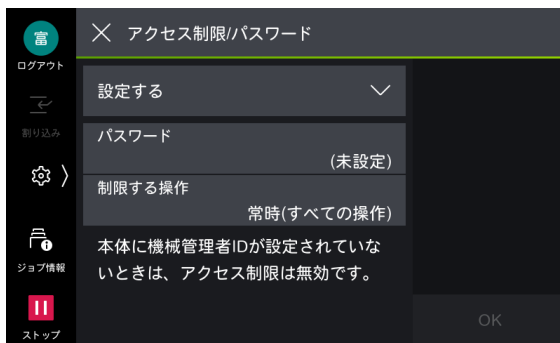 富
ログアウト
割り込み
ジョブ情報
ストップ
アクセス制限/パスワード
設定する
パスワード
(未設定)
制限する操作
常時(すべての操作)
本体に機械管理者IDが設定されていな
いときは、アクセス制限は無効です。
OK